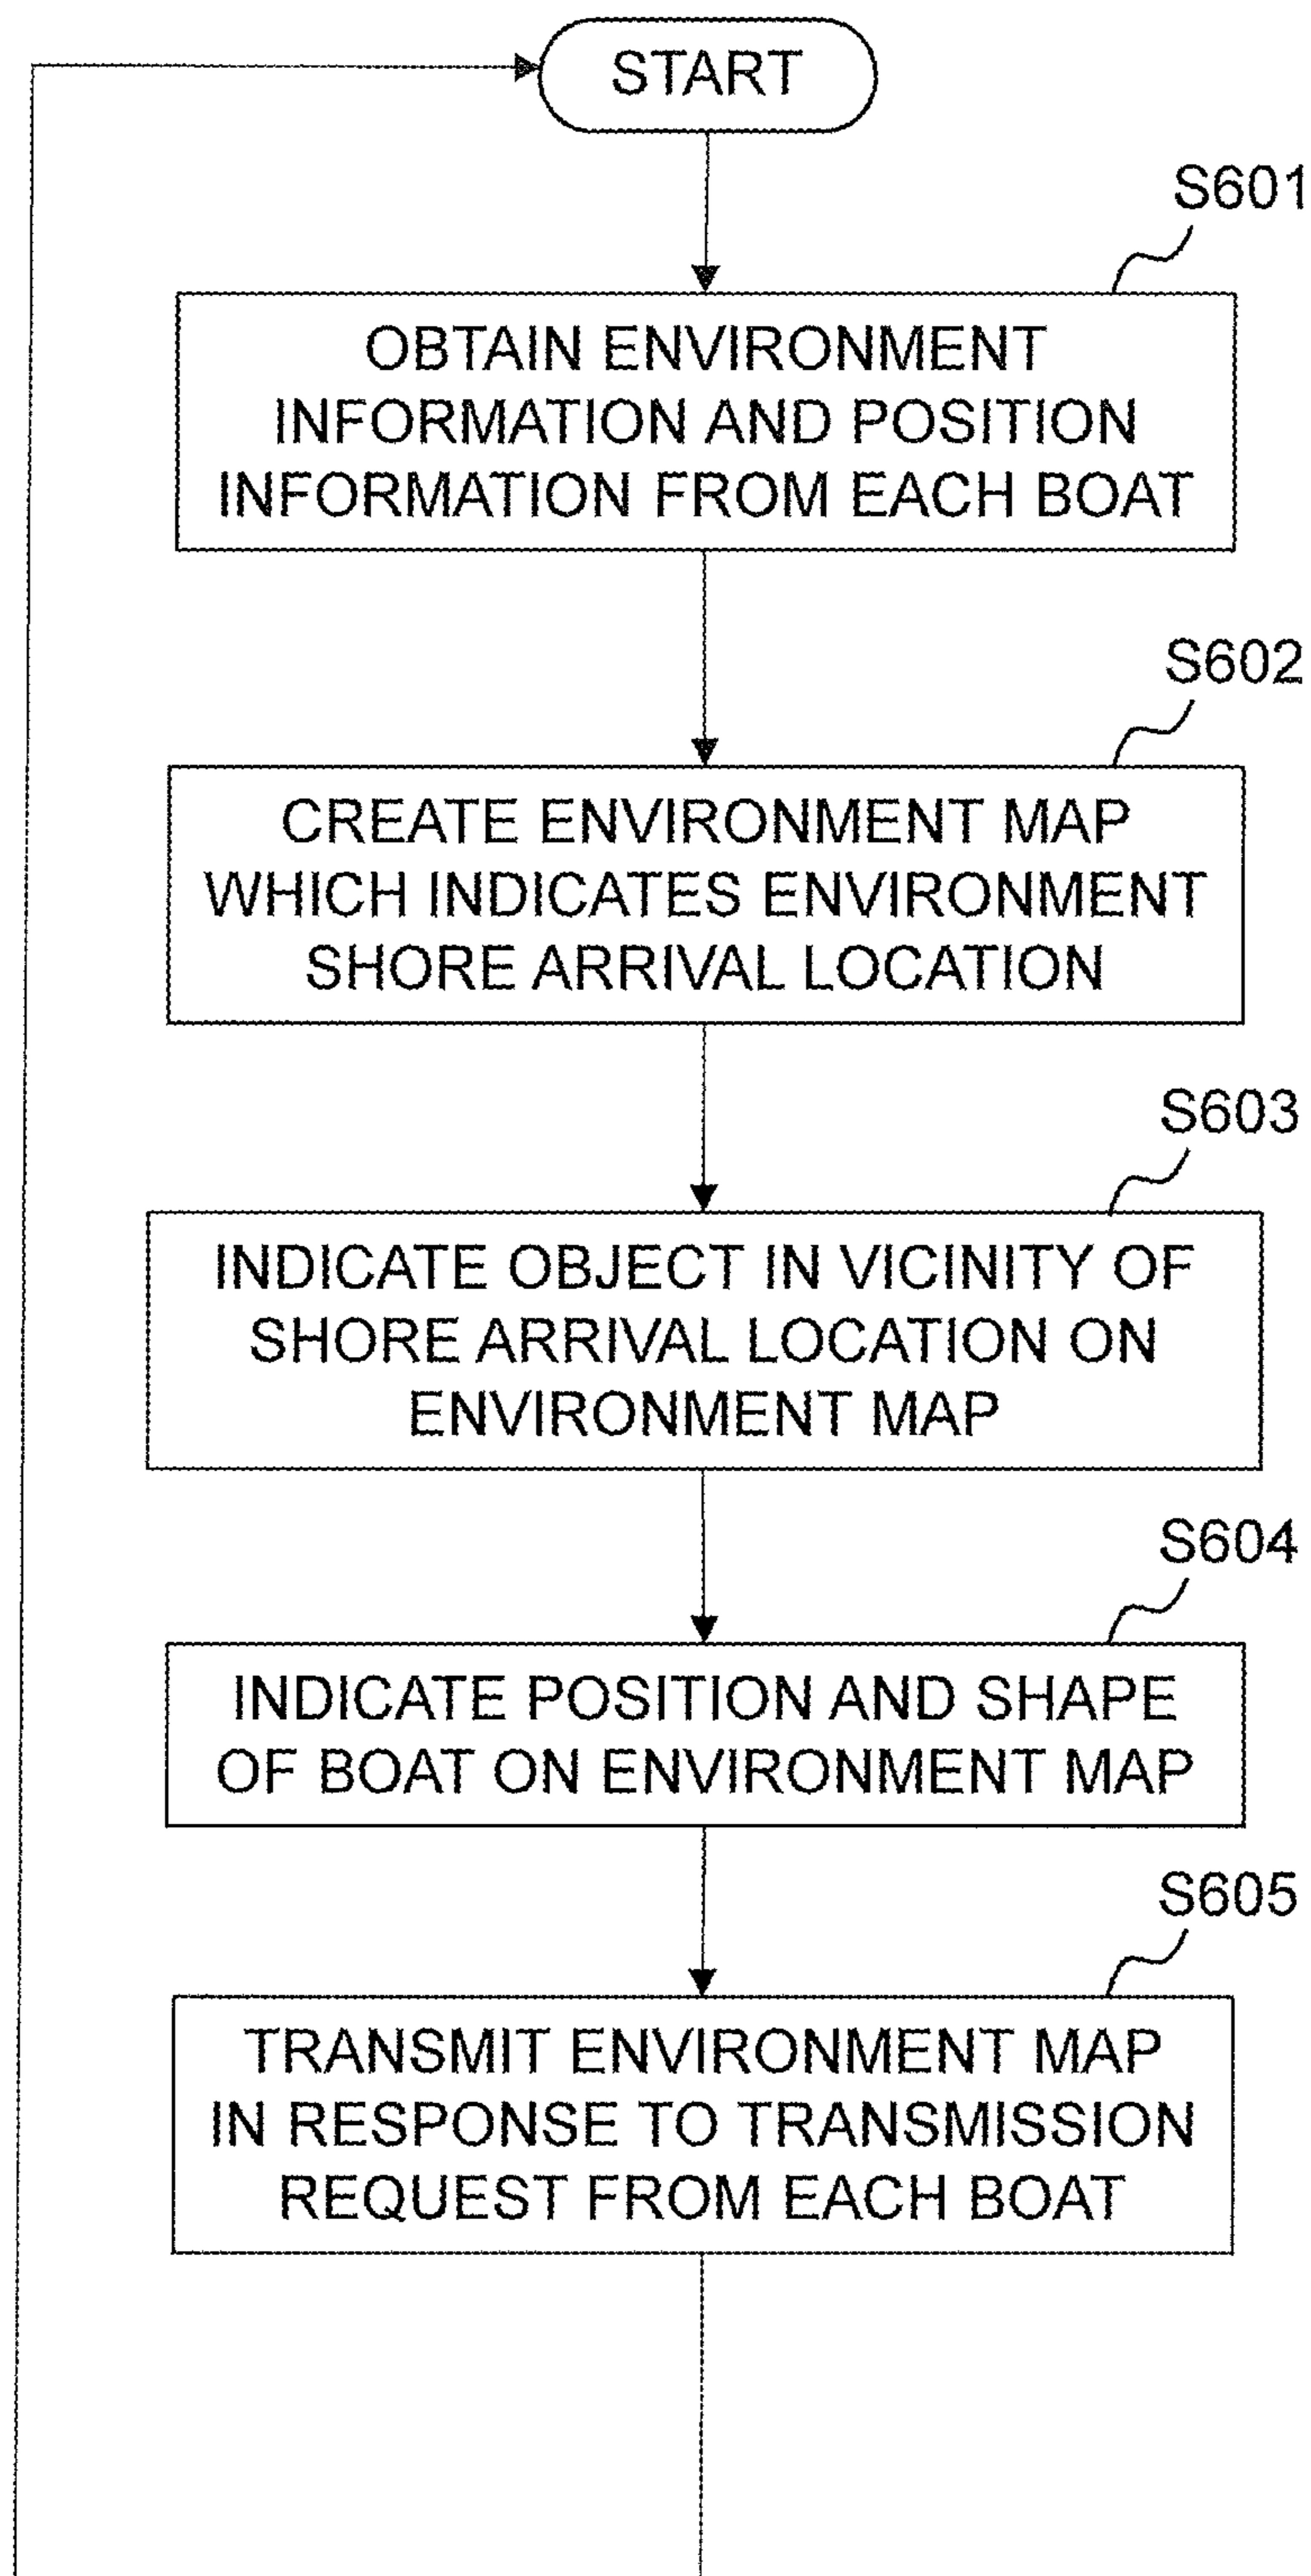 START
S601
OBTAIN ENVIRONMENT
INFORMATION AND POSITION
INFORMATION FROM EACH BOAT
S602
CREATE ENVIRONMENT MAP
WHICH INDICATES ENVIRONMENT
SHORE ARRIVAL LOCATION
S603
INDICATE OBJECT IN VICINITY OF
SHORE ARRIVAL LOCATION ON
ENVIRONMENT MAP
S604
INDICATE POSITION AND SHAPE
OF BOAT ON ENVIRONMENT MAP
S605
TRANSMIT ENVIRONMENT MAP
IN RESPONSE TO TRANSMISSION
REQUEST FROM EACH BOAT